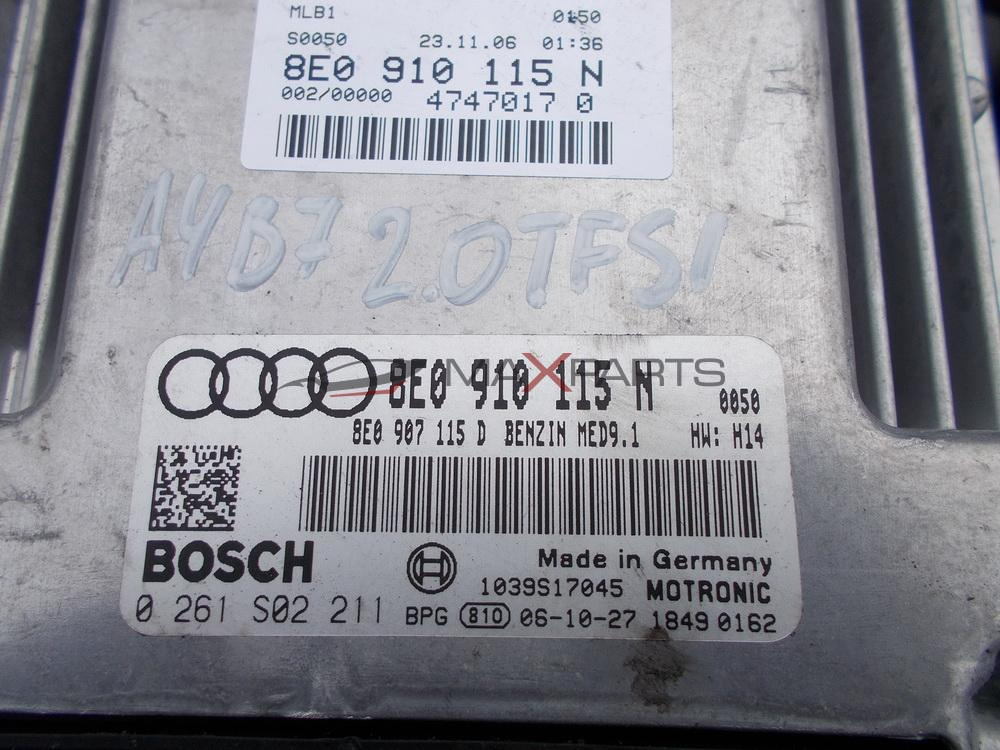 MLB1 0150
S0050 23.11.06 01:36
8E0 910 115 N
002/00000 4747017 0
A4B7 2.0TFSI
8E0 910 115 N 0050
MAXPARTS
8E0 907 115 D BENZIN MED9.1 HW: H14
BOSCH Made in Germany
1039S17045 MOTRONIC
0 261 S02 211 BPG 810 06-10-27 1849 0162